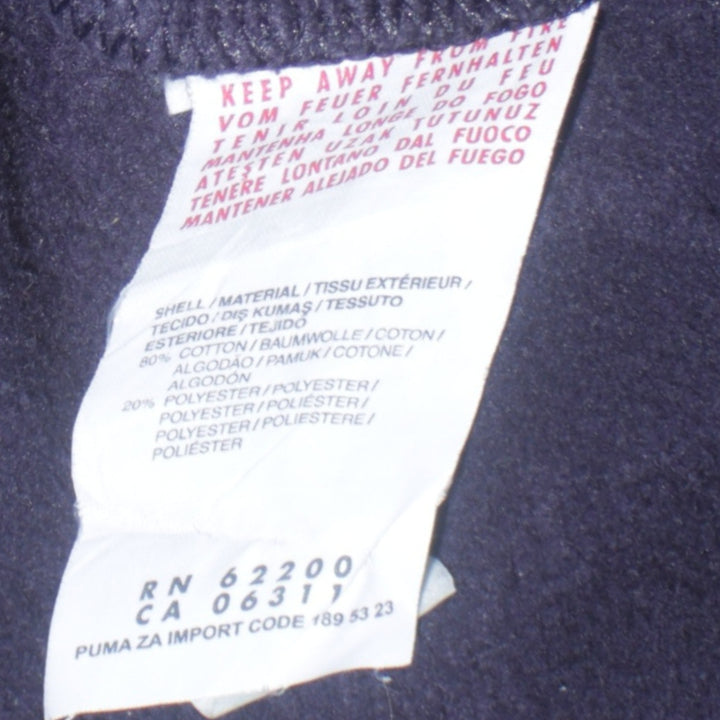 KEEP AWAY FROM FIRE
VOM FEUER FERNHALTEN
TENIR LOIN DU FEU
MANTENHA LONGE DO FOGO
ATEŞTEN UZAK TUTUNUZ
TENERE LONTANO DAL FUOCO
MANTENER ALEJADO DEL FUEGO
SHELL / MATERIAL / TISSU EXTÉRIEUR /
TECIDO / DIŞ KUMAŞ / TESSUTO
ESTERIORE / TEJIDO
80% COTTON / BAUMWOLLE / COTON /
ALGODÃO / PAMUK / COTONE /
ALGODÓN
20% POLYESTER / POLYESTER /
POLYESTER / POLIÉSTER /
POLYESTER / POLIESTERE /
POLIÉSTER
RN 62200
CA 06311
PUMA ZA IMPORT CODE 189 53 23